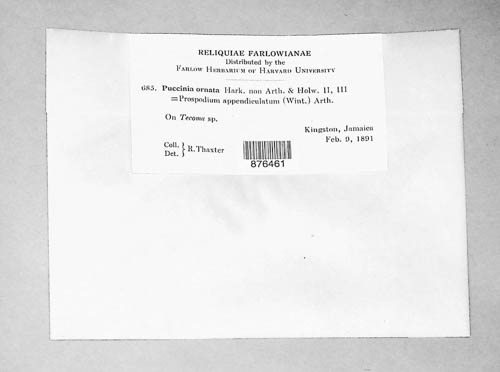 RELIQUIAE FARLOWIANAE
Distributed by the
FARLOW HERBARIUM OF HARVARD UNIVERSITY
685. Puccinia ornata Hark. non Arth. & Holw. II, III
=Prospodium appendiculatum (Wint.) Arth.
On Tecoma sp.
Kingston, Jamaica
Feb. 9, 1891
Coll. } R. Thaxter
Det.
876461